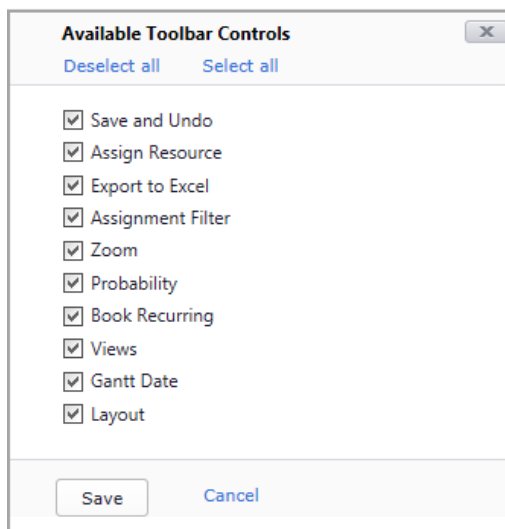 Available Toolbar Controls
Deselect all Select all
Save and Undo
Assign Resource
Export to Excel
Assignment Filter
Zoom
Probability
Book Recurring
Views
Gantt Date
Layout
Save Cancel